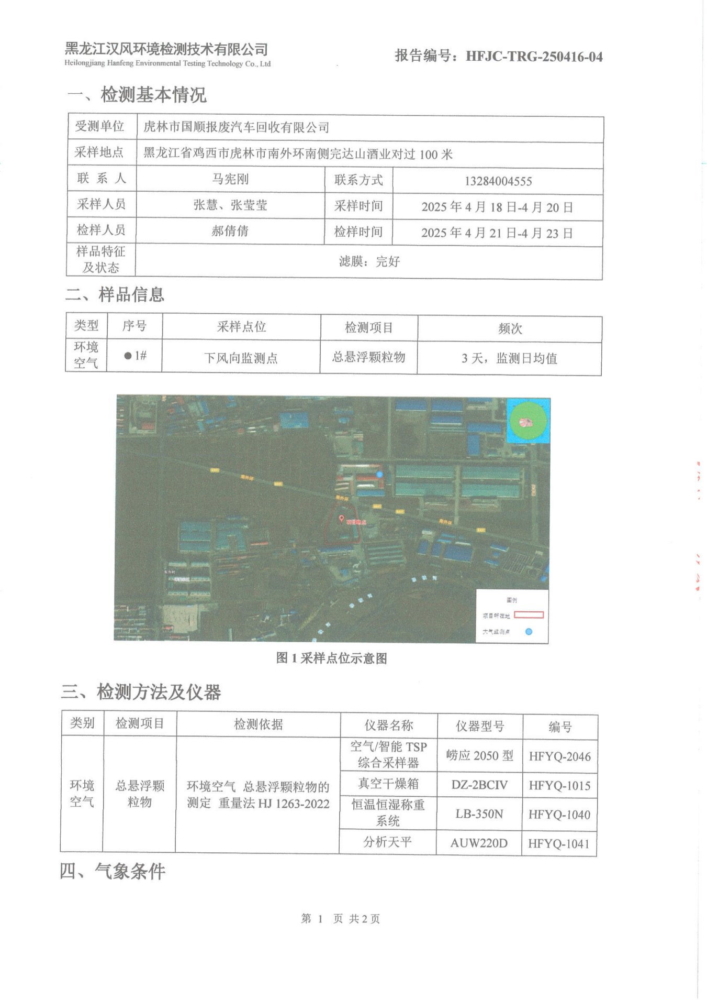 黑龙江汉风环境检测技术有限公司
Heilongjiang Hanfeng Environmental Testing Technology Co., Ltd
报告编号：HFJC-TRG-250416-04
一、检测基本情况
受测单位 虎林市国顺报废汽车回收有限公司
采样地点 黑龙江省鸡西市虎林市南外环南侧完达山酒业对过 100 米
联 系 人 马宪刚 联系方式 13284004555
采样人员 张慧、张莹莹 采样时间 2025 年 4 月 18 日-4 月 20 日
检样人员 郝倩倩 检样时间 2025 年 4 月 21 日-4 月 23 日
样品特征
及状态
滤膜：完好
二、样品信息
类型 序号 采样点位 检测项目 频次
环境
空气
●1# 下风向监测点 总悬浮颗粒物 3 天，监测日均值
南外环
南外环
南外环
图例
项目所在地
大气监测点
图 1 采样点位示意图
三、检测方法及仪器
类别 检测项目 检测依据 仪器名称 仪器型号 编号
环境
空气
总悬浮颗
粒物
环境空气 总悬浮颗粒物的
测定 重量法 HJ 1263-2022
空气/智能 TSP
综合采样器
崂应 2050 型 HFYQ-2046
真空干燥箱 DZ-2BCIV HFYQ-1015
恒温恒湿称重
系统
LB-350N HFYQ-1040
分析天平 AUW220D HFYQ-1041
四、气象条件
第 1 页 共 2 页